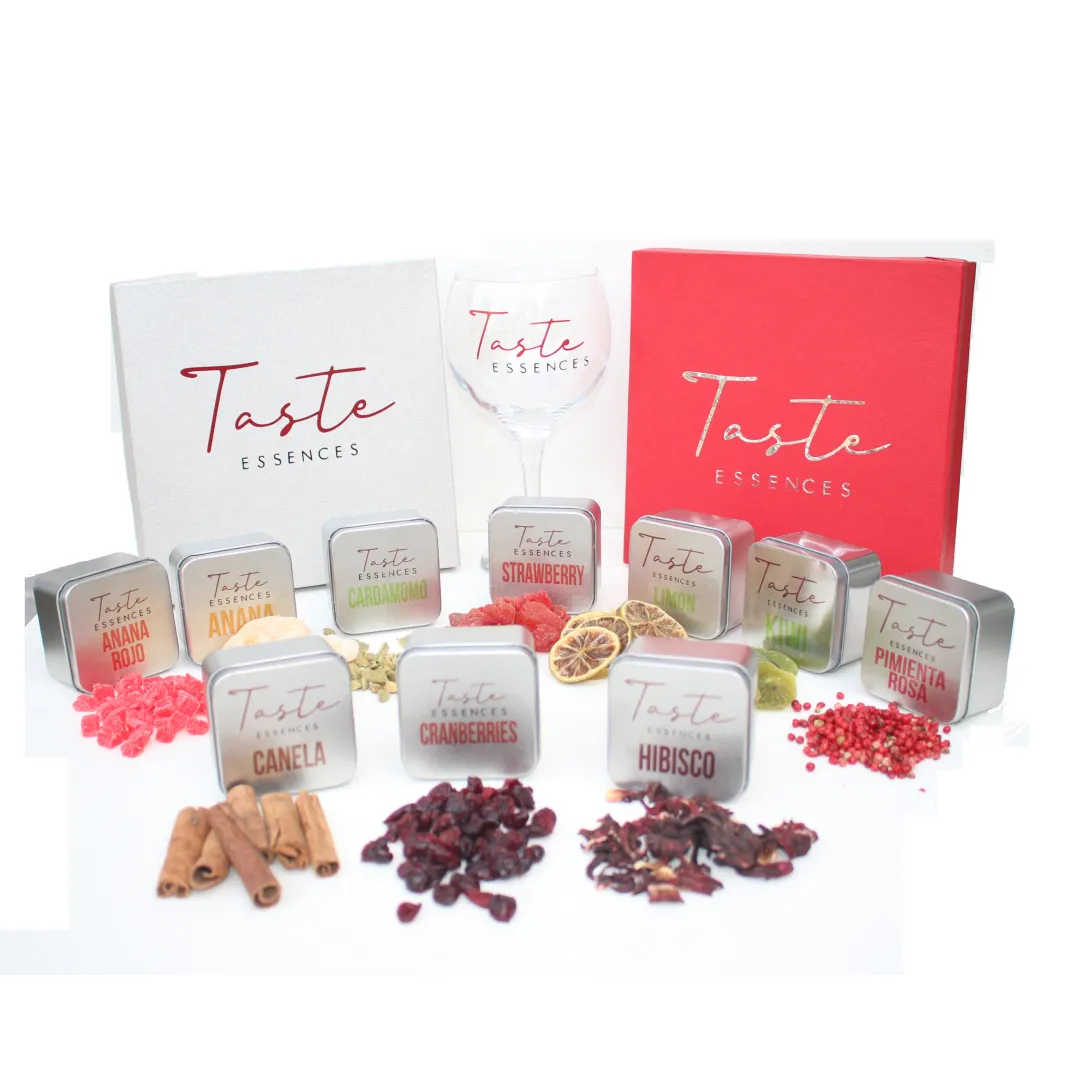 Taste
ESSENCES
Taste
ESSENCES
Taste
ESSENCES
Taste
ESSENCES
ANANA
ROJO
Taste
ESSENCES
ANANA
Taste
ESSENCES
CARDAMOMO
Taste
ESSENCES
STRAWBERRY
Taste
ESSENCES
LIMON
Taste
ESSENCES
KIWI
Taste
ESSENCES
PIMIENTA
ROSA
Taste
ESSENCES
CANELA
Taste
ESSENCES
CRANBERRIES
Taste
ESSENCES
HIBISCO